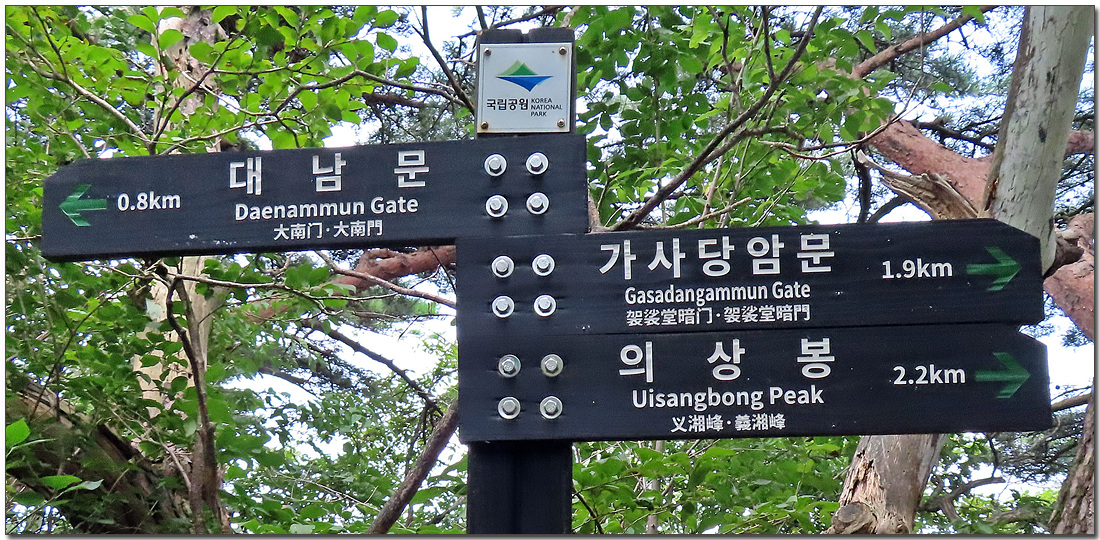 국립공원 KOREA
NATIONAL
PARK
대남문
0.8km
Daenammun Gate
大南门·大南門
가사당암문
1.9km
Gasadangammun Gate
袈裟堂暗门·袈裟堂暗門
의상봉
2.2km
Uisangbong Peak
义湘峰·義湘峰